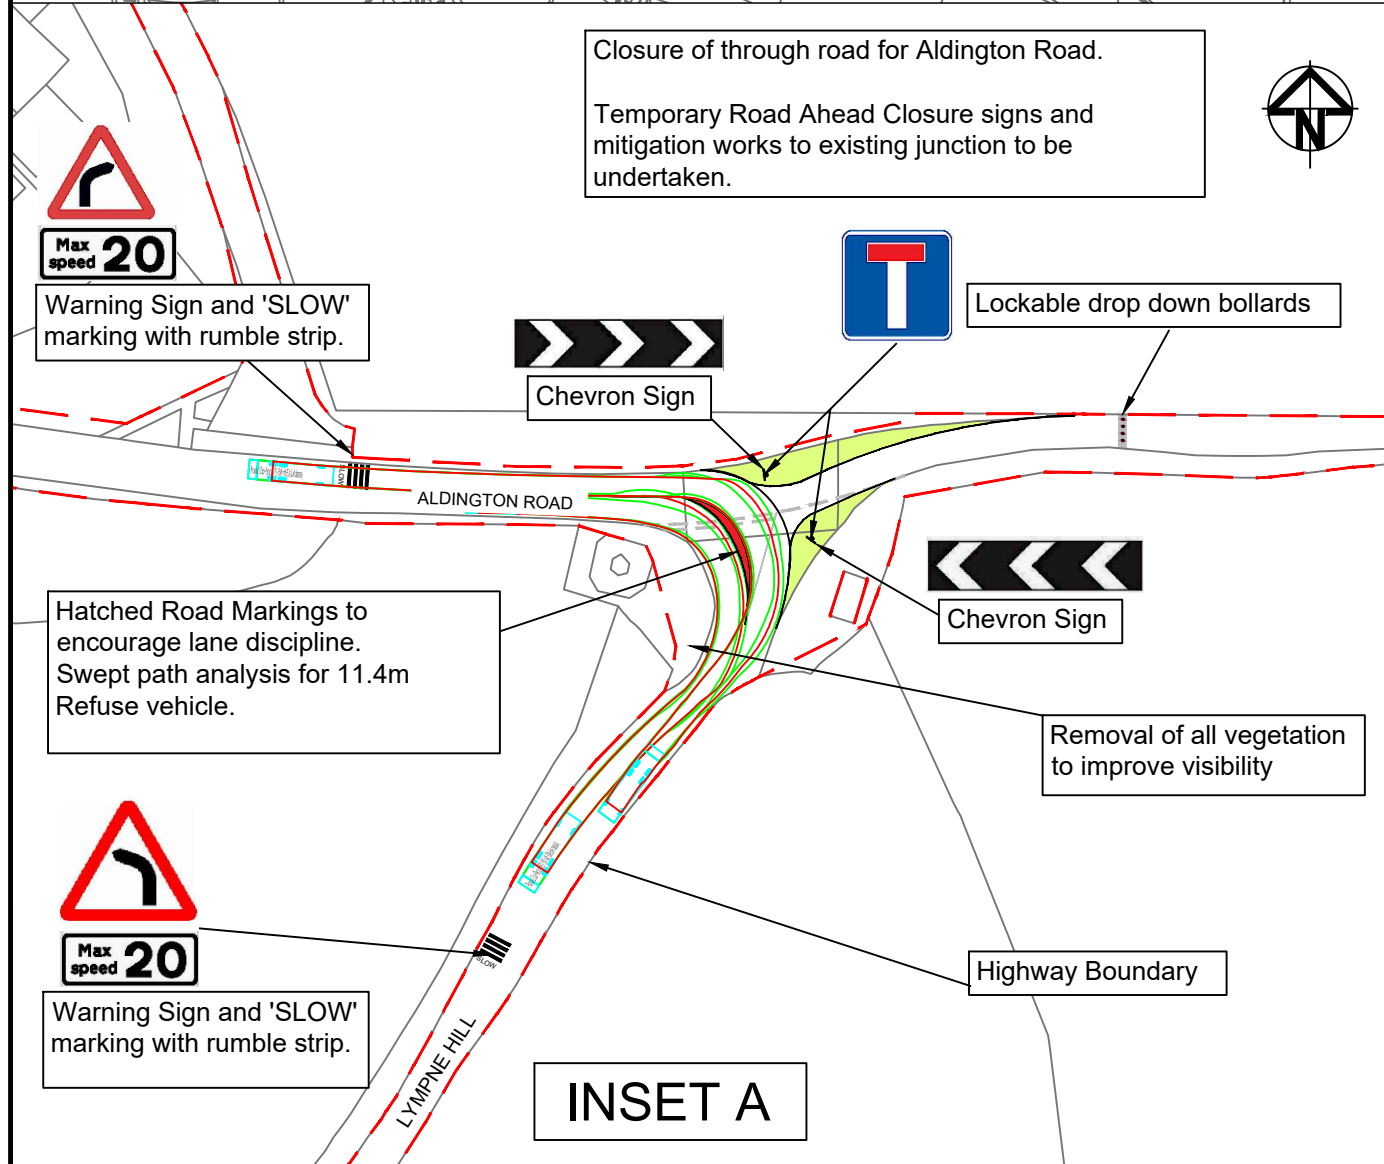 Closure of through road for Aldington Road.
Temporary Road Ahead Closure signs and
mitigation works to existing junction to be
undertaken.
N
Max
speed 20
Warning Sign and 'SLOW'
marking with rumble strip.
Lockable drop down bollards
Chevron Sign
SLOW
ALDINGTON ROAD
Chevron Sign
Hatched Road Markings to
encourage lane discipline.
Swept path analysis for 11.4m
Refuse vehicle.
Removal of all vegetation
to improve visibility
Max
speed 20
SLOW
Highway Boundary
Warning Sign and 'SLOW'
marking with rumble strip.
LYMPNE HILL
INSET A